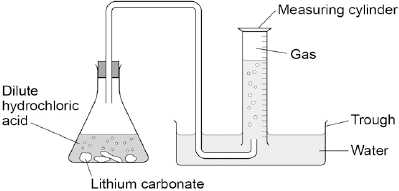 Measuring cylinder
Gas
Dilute
hydrochloric
acid
Trough
Water
Lithium carbonate